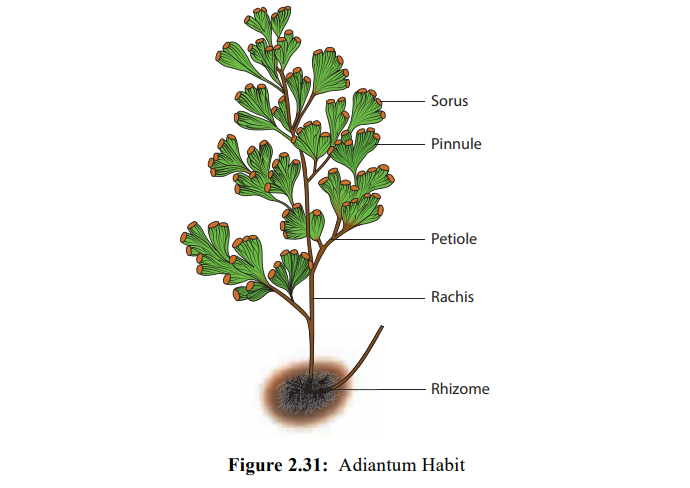 Sorus
Pinnule
Petiole
Rachis
Rhizome
Figure 2.31: Adiantum Habit